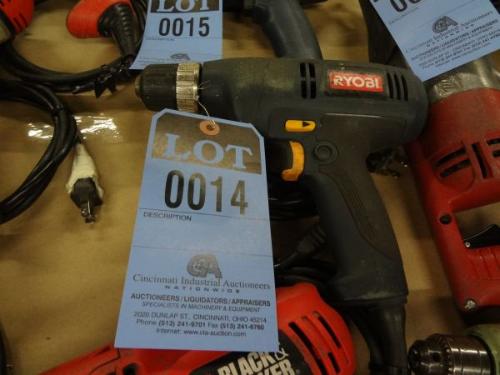 LOT
0015
RYOBI
LOT
0014
DESCRIPTION
CIA
Cincinnati Industrial Auctioneers
NATIONWIDE
AUCTIONEERS/LIQUIDATORS/APPRAISERS
SPECIALISTS IN MACHINERY & EQUIPMENT
2020 DUNLAP ST., CINCINNATI, OHIO 45214
Phone (513) 241-9701 Fax (513) 241-6760
Internet: www.cia-auction.com
BLACK &